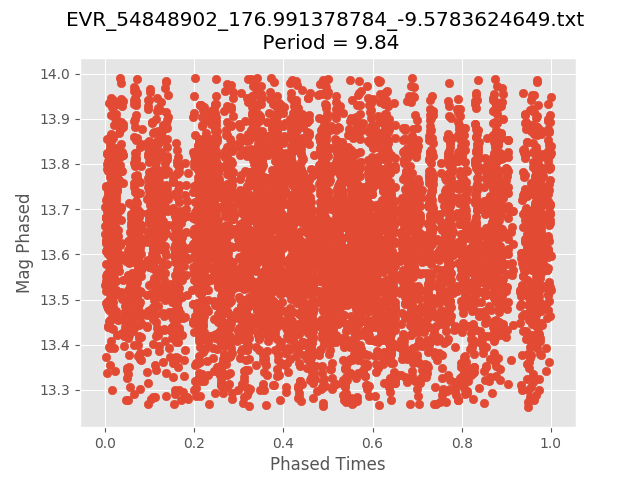 EVR_54848902_176.991378784_-9.5783624649.txt
Period = 9.84
14.0
13.9
13.8
13.7
13.6
13.5
13.4
13.3
Mag Phased
0.0 0.2 0.4 0.6 0.8 1.0
Phased Times